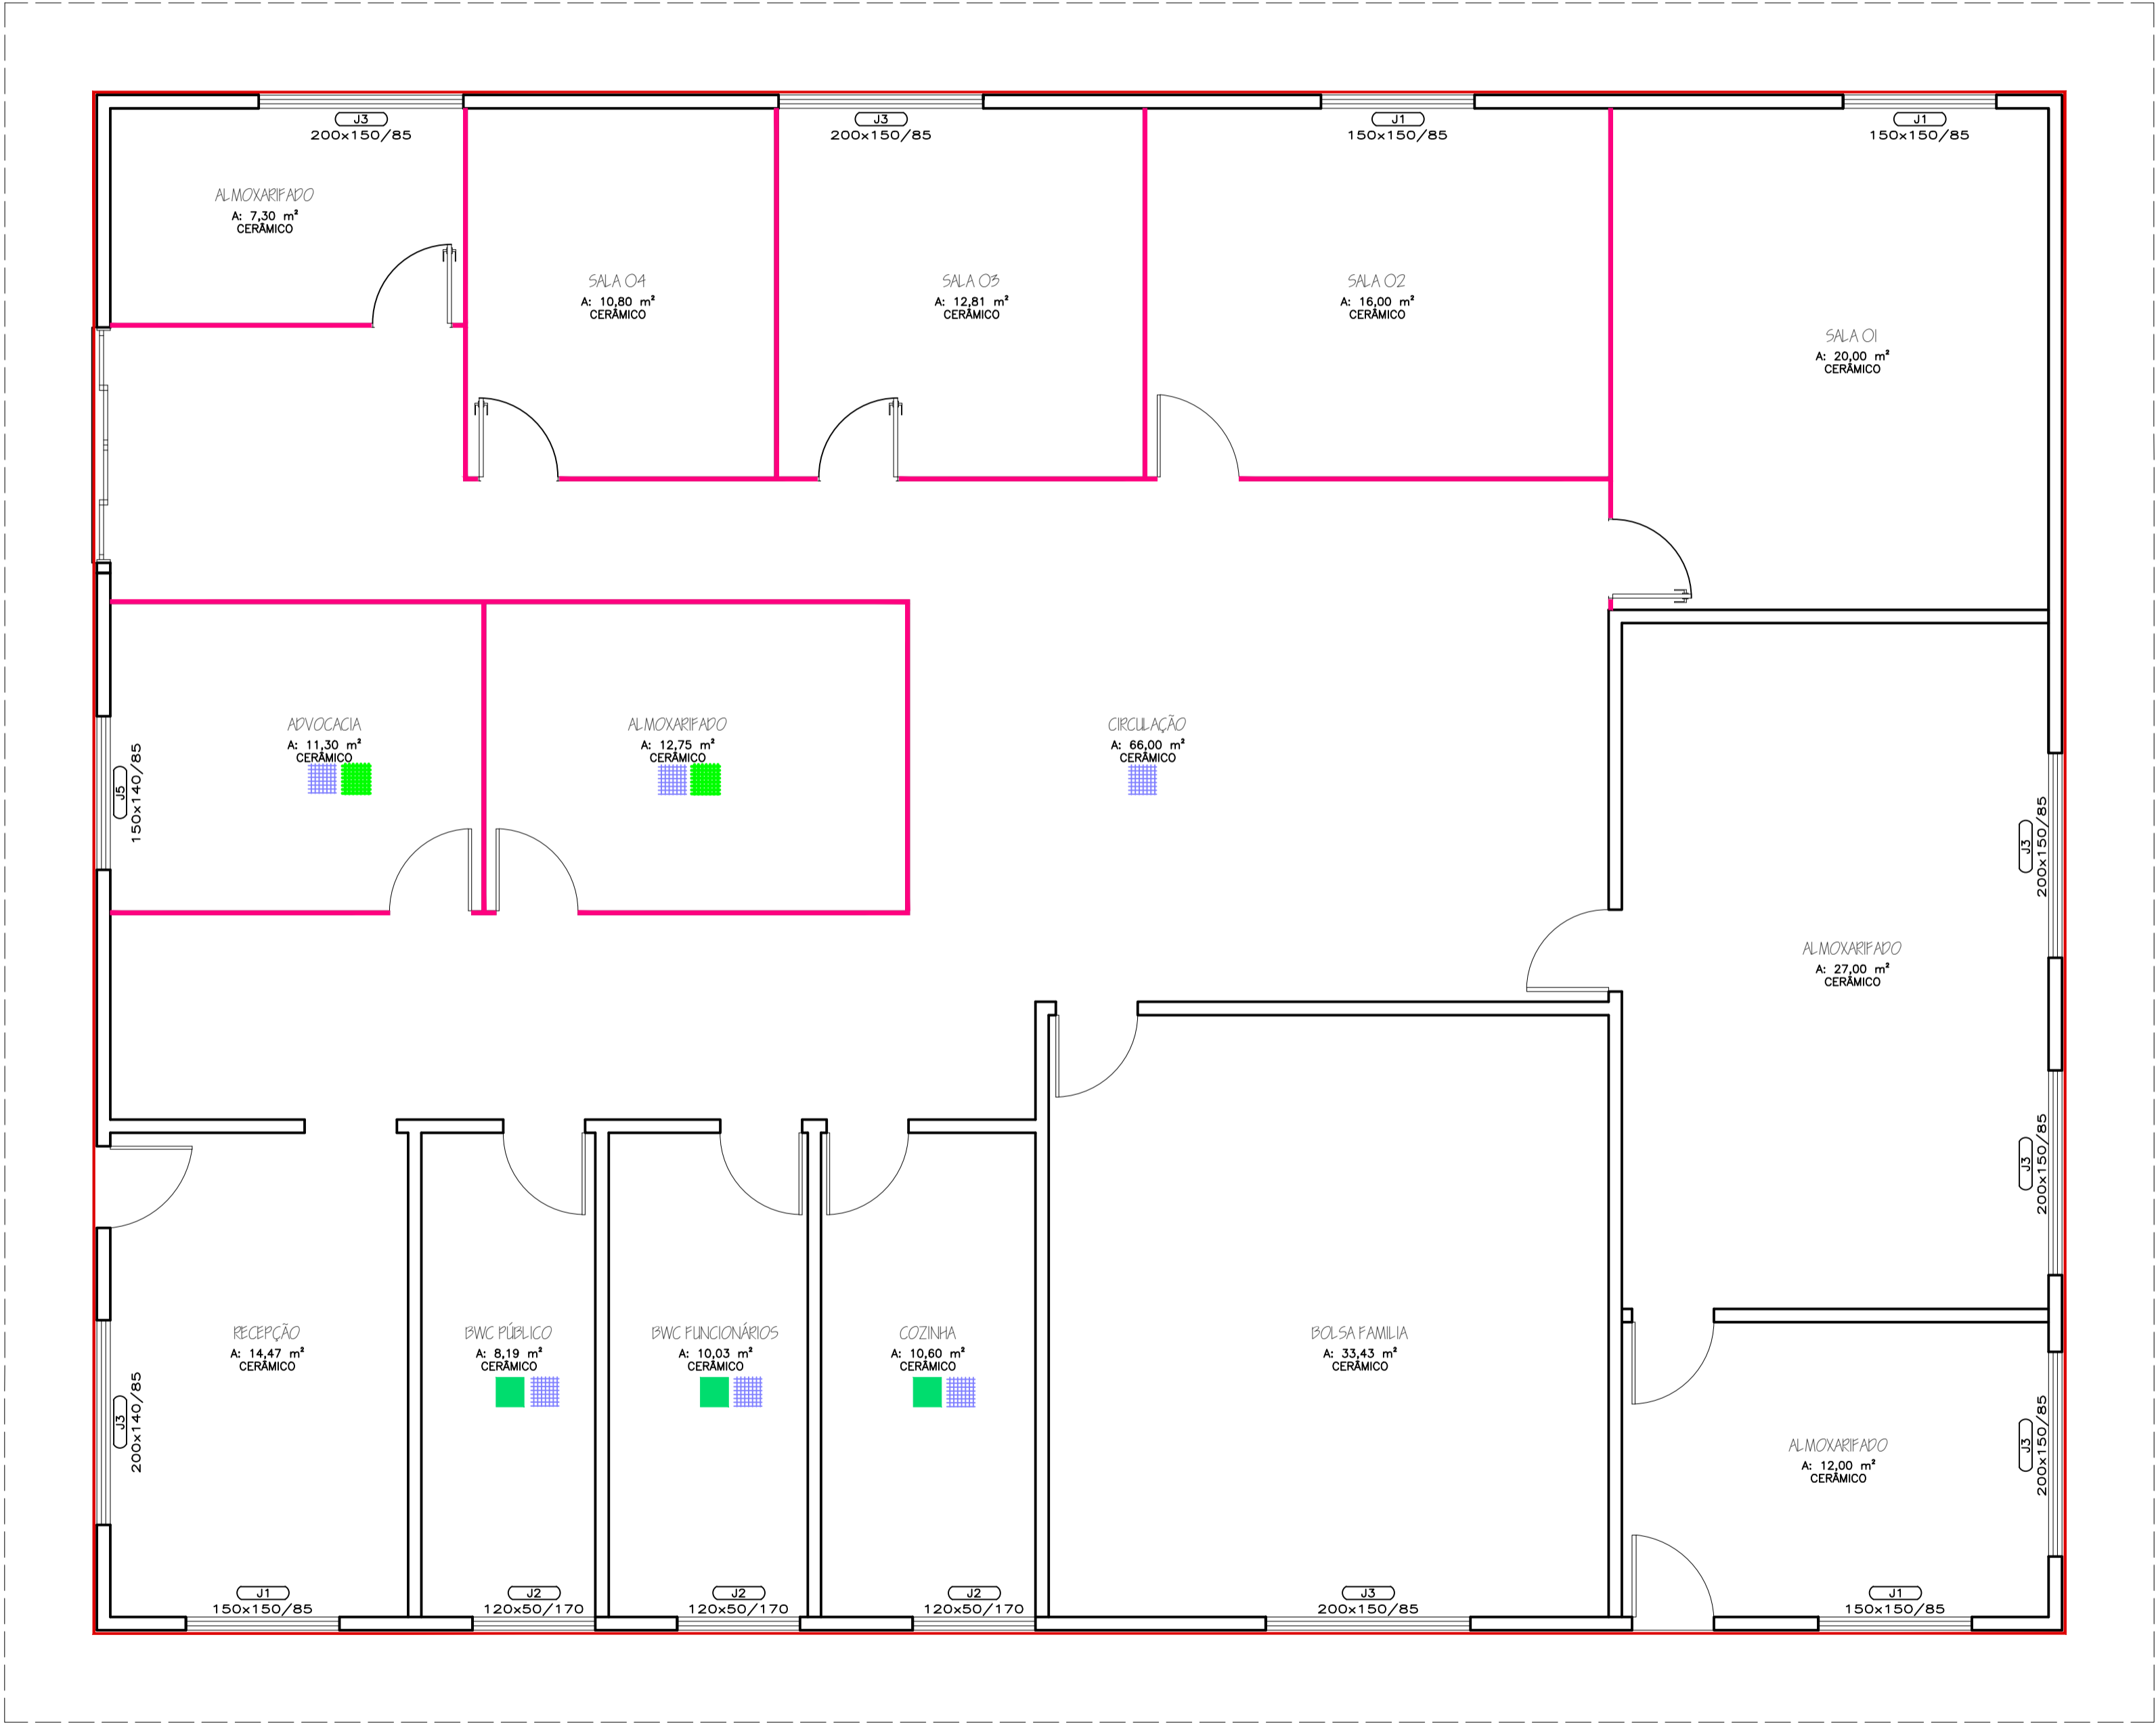 J3
200x150/85
J3
200x150/85
J1
150x150/85
J1
150x150/85
ALMOXARIFADO
A: 7,30 m²
CERÂMICO
SALA 04
A: 10,80 m²
CERÂMICO
SALA 03
A: 12,81 m²
CERÂMICO
SALA 02
A: 16,00 m²
CERÂMICO
SALA 01
A: 20,00 m²
CERÂMICO
ADVOCACIA
A: 11,30 m²
CERÂMICO
J5
150x140/85
ALMOXARIFADO
A: 12,75 m²
CERÂMICO
CIRCULAÇÃO
A: 66,00 m²
CERÂMICO
J3
200x150/85
ALMOXARIFADO
A: 27,00 m²
CERÂMICO
J3
200x150/85
RECEPÇÃO
A: 14,47 m²
CERÂMICO
BWC PÚBLICO
A: 8,19 m²
CERÂMICO
BWC FUNCIONÁRIOS
A: 10,03 m²
CERÂMICO
COZINHA
A: 10,60 m²
CERÂMICO
BOLSA FAMILIA
A: 33,43 m²
CERÂMICO
J3
200x140/85
ALMOXARIFADO
A: 12,00 m²
CERÂMICO
J3
200x150/85
J1
150x150/85
J2
120x50/170
J2
120x50/170
J2
120x50/170
J3
200x150/85
J1
150x150/85